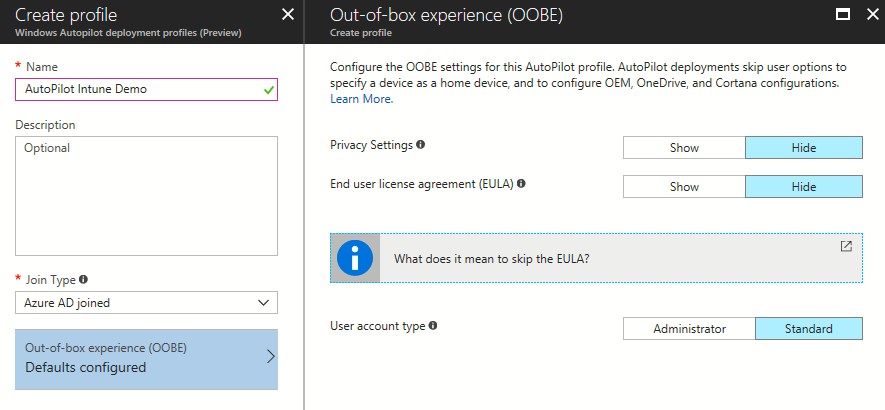 Create profile
Windows Autopilot deployment profiles (Preview)
* Name
AutoPilot Intune Demo
Description
Optional
* Join Type
Azure AD joined
Out-of-box experience (OOBE)
Defaults configured
Out-of-box experience (OOBE)
Create profile
Configure the OOBE settings for this AutoPilot profile. AutoPilot deployments skip user options to
specify a device as a home device, and to configure OEM, OneDrive, and Cortana configurations.
Learn More.
Privacy Settings
Show Hide
End user license agreement (EULA)
Show Hide
What does it mean to skip the EULA?
User account type
Administrator Standard